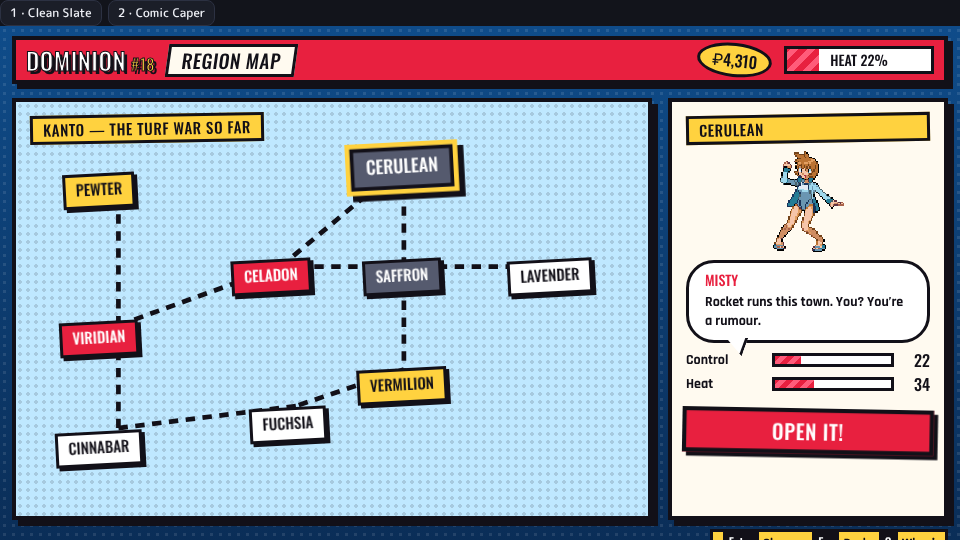 1 · Clean Slate
2 · Comic Caper
DOMINION #18
REGION MAP
₽4,310
HEAT 22%
KANTO — THE TURF WAR SO FAR
PEWTER
CERULEAN
CELADON
SAFFRON
LAVENDER
VIRIDIAN
VERMILION
FUCHSIA
CINNABAR
CERULEAN
MISTY
Rocket runs this town. You? You're
a rumour.
Control 22
Heat 34
OPEN IT!